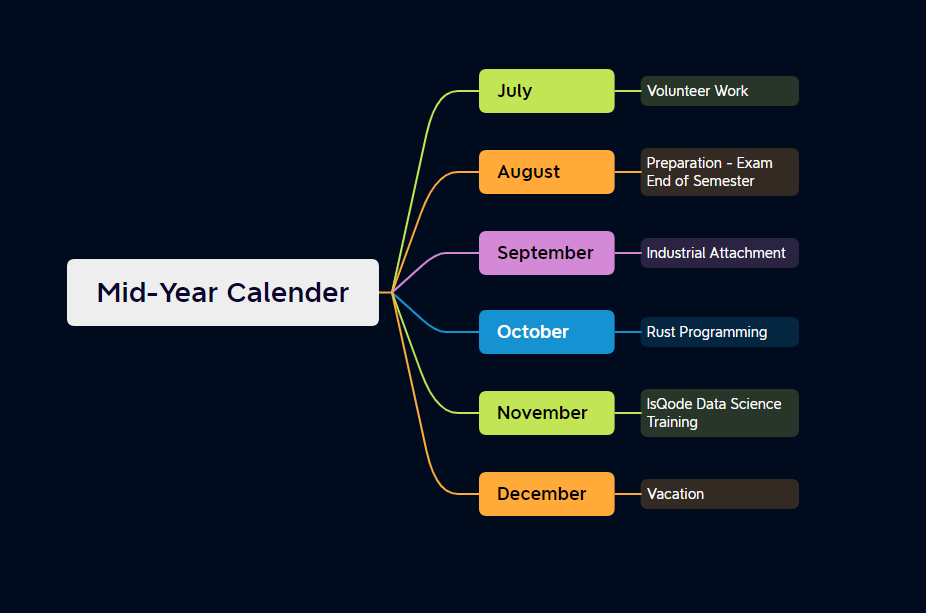 Mid-Year Calender
July
Volunteer Work
August
Preparation - Exam
End of Semester
September
Industrial Attachment
October
Rust Programming
November
IsQode Data Science
Training
December
Vacation